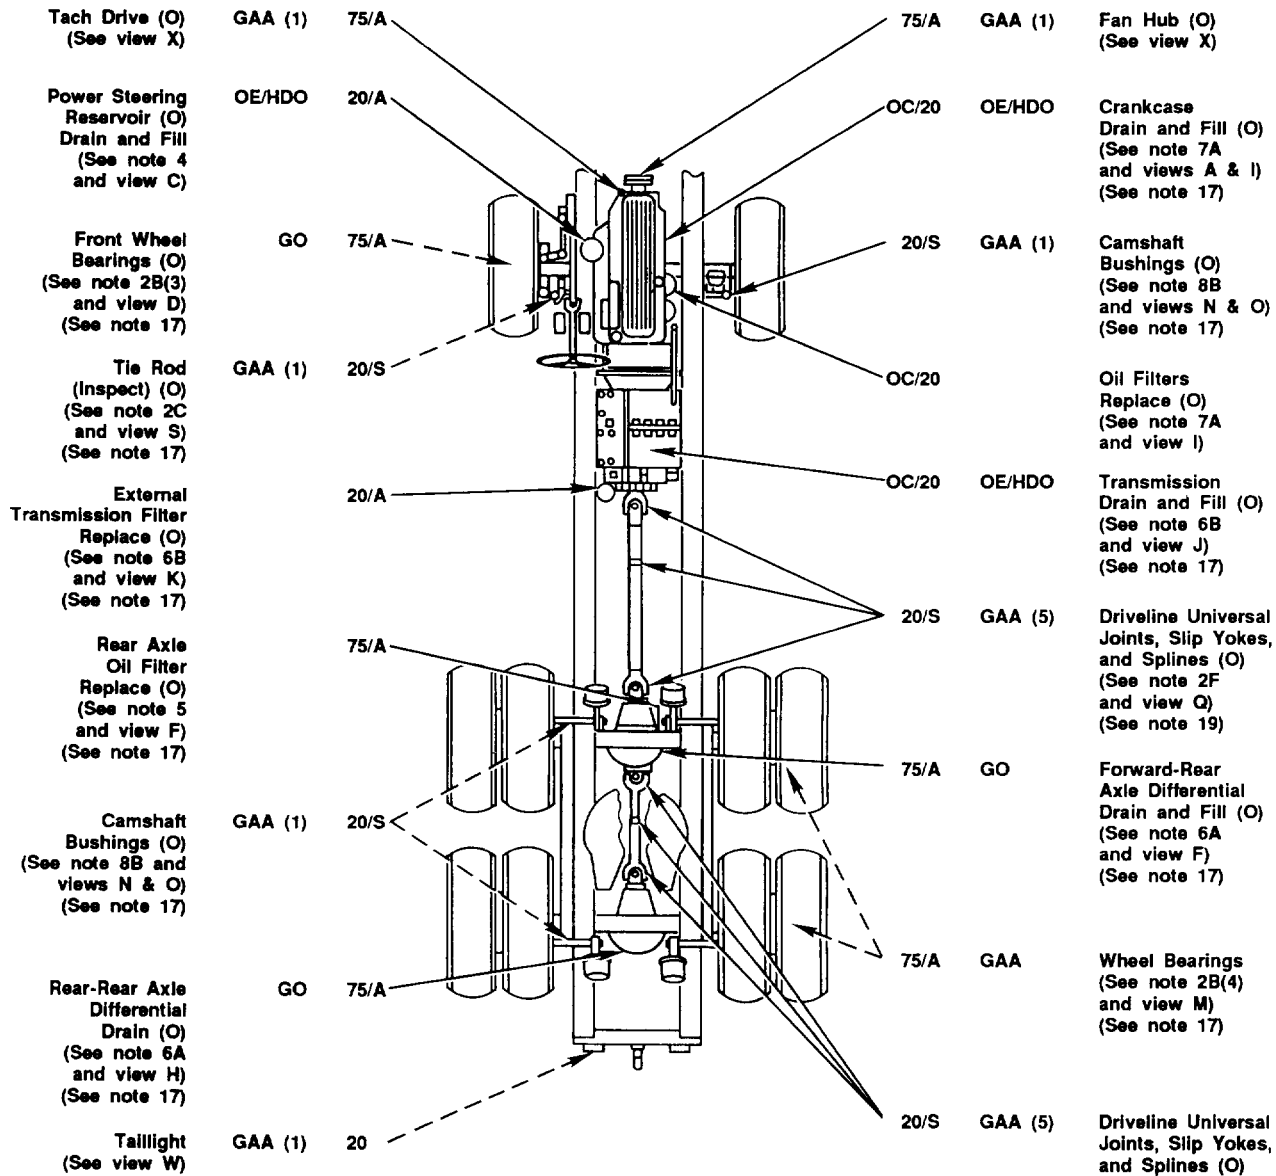 Tach Drive (O) GAA (1) 75/A
(See view X)
Power Steering OE/HDO 20/A
Reservoir (O)
Drain and Fill
(See note 4
and view C)
Front Wheel GO 75/A
Bearings (O)
(See note 2B(3)
and view D)
(See note 17)
Tie Rod GAA (1) 20/S
(Inspect) (O)
(See note 2C
and view S)
(See note 17)
External 20/A
Transmission Filter
Replace (O)
(See note 6B
and view K)
(See note 17)
Rear Axle 75/A
Oil Filter
Replace (O)
(See note 5
and view F)
(See note 17)
Camshaft GAA (1) 20/S
Bushings (O)
(See note 8B and
views N & O)
(See note 17)
Rear-Rear Axle GO 75/A
Differential
Drain (O)
(See note 6A
and view H)
(See note 17)
Taillight GAA (1) 20
(See view W)
75/A GAA (1) Fan Hub (O)
(See view X)
OC/20 OE/HDO Crankcase
Drain and Fill (O)
(See note 7A
and views A & I)
(See note 17)
20/S GAA (1) Camshaft
Bushings (O)
(See note 8B
and views N & O)
(See note 17)
OC/20 Oil Filters
Replace (O)
(See note 7A
and view I)
OC/20 OE/HDO Transmission
Drain and Fill (O)
(See note 6B
and view J)
(See note 17)
20/S GAA (5) Driveline Universal
Joints, Slip Yokes,
and Splines (O)
(See note 2F
and view Q)
(See note 19)
75/A GO Forward-Rear
Axle Differential
Drain and Fill (O)
(See note 6A
and view F)
(See note 17)
75/A GAA Wheel Bearings
(See note 2B(4)
and view M)
(See note 17)
20/S GAA (5) Driveline Universal
Joints, Slip Yokes,
and Splines (O)